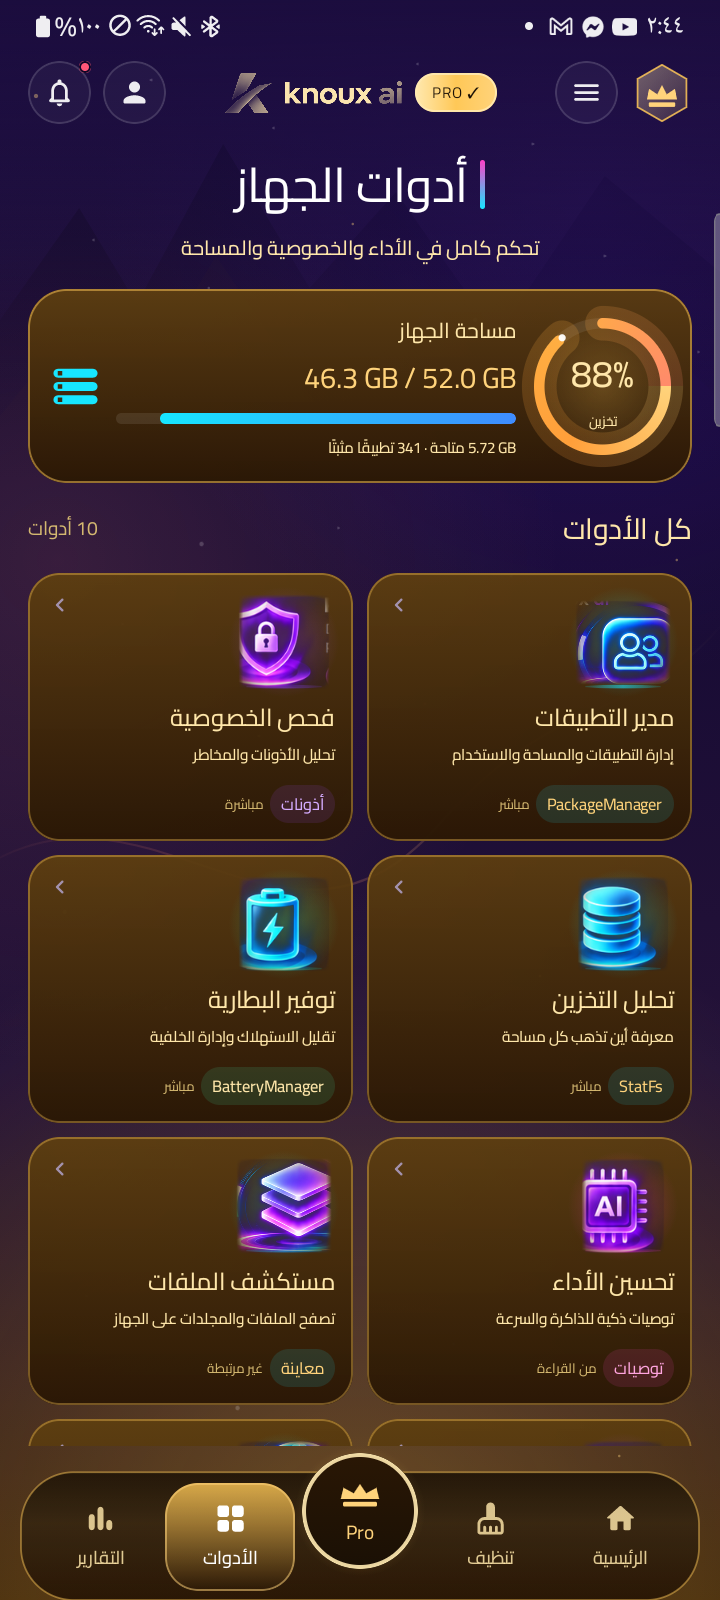 ٢:٤٤
%١٠٠
knoux ai
PRO ✓
أدوات الجهاز
تحكم كامل في الأداء والخصوصية والمساحة
مساحة الجهاز
46.3 GB / 52.0 GB
5.72 GB متاحة · 341 تطبيقًا مثبتًا
88%
تخزين
كل الأدوات
10 أدوات
مدير التطبيقات
إدارة التطبيقات والمساحة والاستخدام
PackageManager مباشر
فحص الخصوصية
تحليل الأذونات والمخاطر
أذونات مباشرة
تحليل التخزين
معرفة أين تذهب كل مساحة
StatFs مباشر
توفير البطارية
تقليل الاستهلاك وإدارة الخلفية
BatteryManager مباشر
AI
تحسين الأداء
توصيات ذكية للذاكرة والسرعة
توصيات من القراءة
مستكشف الملفات
تصفح الملفات والمجلدات على الجهاز
معاينة غير مرتبطة
الرئيسية
تنظيف
Pro
الأدوات
التقارير